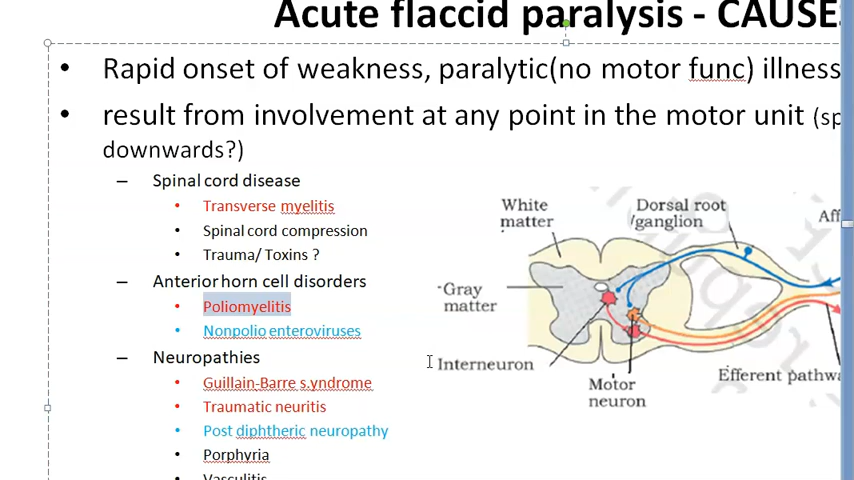 Acute flaccid paralysis - CAUSES
• Rapid onset of weakness, paralytic(no motor func) illness
• result from involvement at any point in the motor unit (sp
downwards?)
– Spinal cord disease
• Transverse myelitis
• Spinal cord compression
• Trauma/ Toxins ?
– Anterior horn cell disorders
• Poliomyelitis
• Nonpolio enteroviruses
– Neuropathies
• Guillain-Barre s.yndrome
• Traumatic neuritis
• Post diphtheric neuropathy
• Porphyria
• Vasculitis
White
matter
Dorsal root
ganglion
Aff
Gray
matter
Interneuron
Motor
neuron
Efferent pathwa